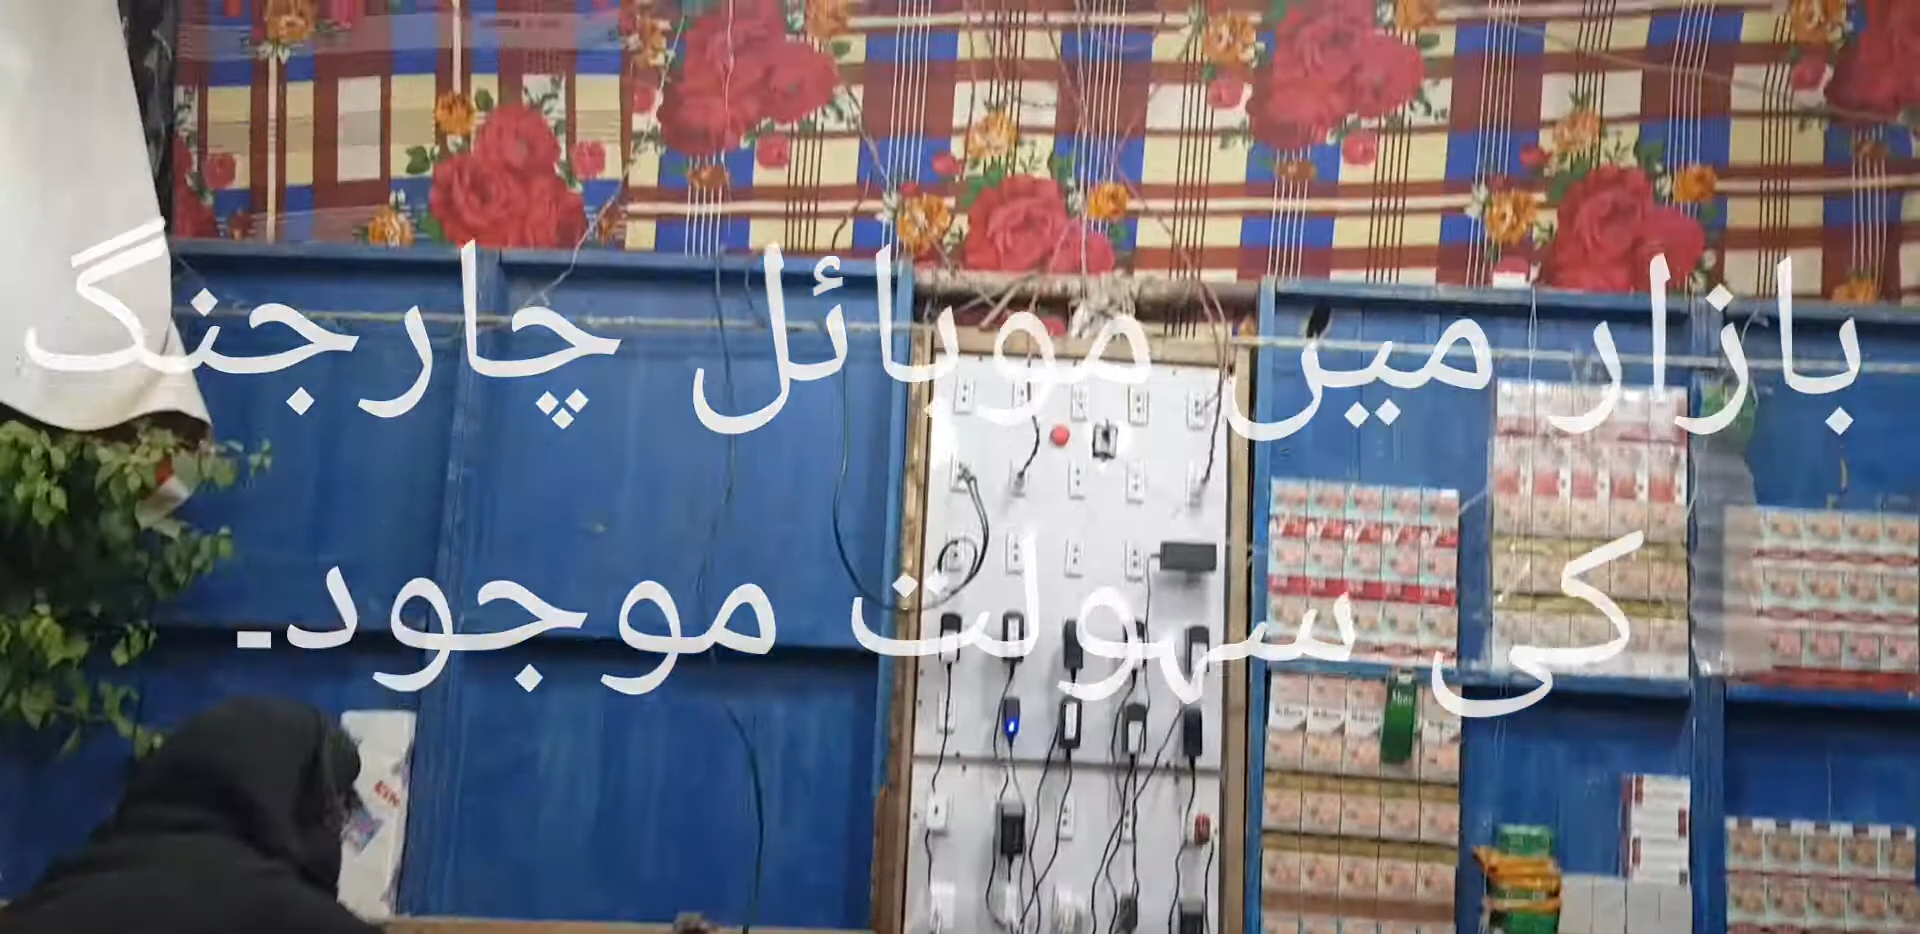 بازار میں موبائل چارجنگ
کی سہولت موجود۔